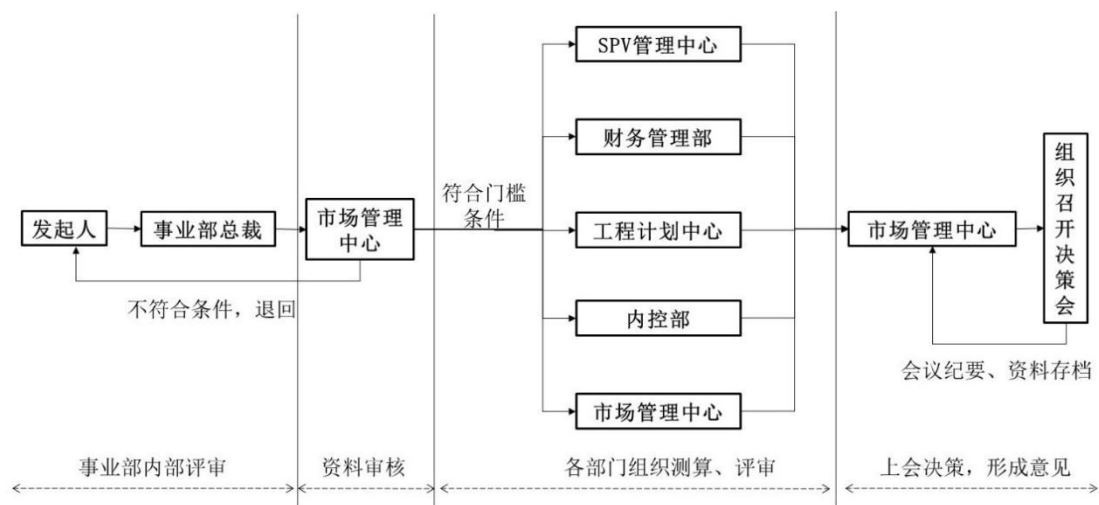 SPV管理中心
财务管理部
符合门槛
条件
组
织
召
开
决
策
会
发起人
事业部总裁
市场管理
中心
工程计划中心
市场管理中心
不符合条件，退回
内控部
会议纪要、资料存档
市场管理中心
事业部内部评审
资料审核
各部门组织测算、评审
上会决策，形成意见